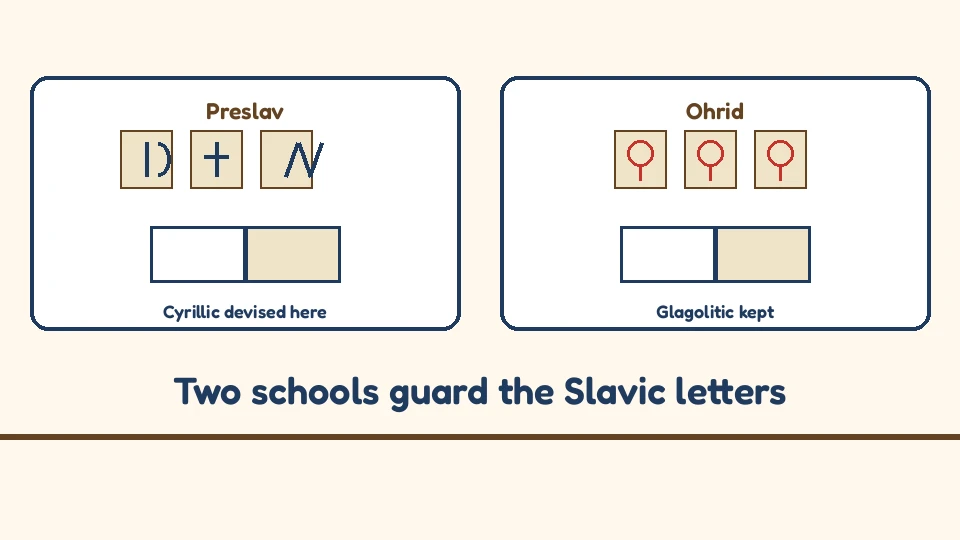 Preslav
Cyrillic devised here
Ohrid
Glagolitic kept
Two schools guard the Slavic letters